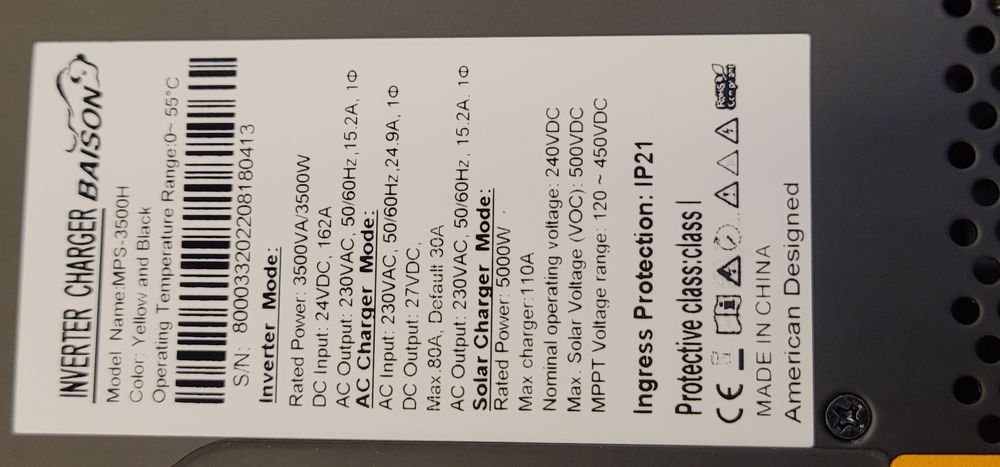 INVERTER CHARGER BAISON
Model Name:MPS-3500H
Color: Yellow and Black
Operating Temperature Range:0~ 55°C
S/N: 800033202208180413
Inverter Mode:
Rated Power: 3500VA/3500W
DC Input: 24VDC, 162A
AC Output: 230VAC, 50/60Hz,15.2A, 1Φ
AC Charger Mode:
AC Input: 230VAC, 50/60Hz,24.9A, 1Φ
DC Output: 27VDC,
Max.80A, Default 30A
AC Output: 230VAC, 50/60Hz, 15.2A, 1Φ
Solar Charger Mode:
Rated Power: 5000W .
Max charger:110A
Nominal operating voltage: 240VDC
Max. Solar Voltage (VOC): 500VDC
MPPT Voltage range: 120 ~ 450VDC
Ingress Protection: IP21
Protective class:class I
CE RoHS Compliant
MADE IN CHINA
American Designed